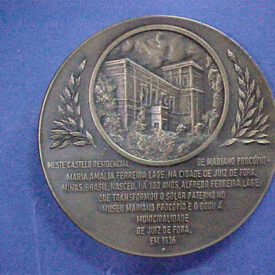 NESTE CASTELO RESIDENCIAL DE MARIANO PROCÓPIO-
MARIA AMÁLIA FERREIRA LAGE, NA CIDADE DE JUIZ DE FORA,
MINAS, BRASIL, NASCEU, HÁ 100 ANOS, ALFREDO FERREIRA LAGE,
QUE TRANSFORMOU O SOLAR PATERNO NO
MUSEU MARIANO PROCÓPIO E O DOOU À
MUNICIPALIDADE
DE JUIZ DE FORA,
EM 1936